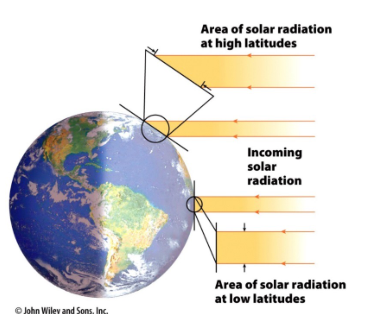 Area of solar radiation
at high latitudes
Incoming
solar
radiation
Area of solar radiation
at low latitudes
© John Wiley and Sons, Inc.